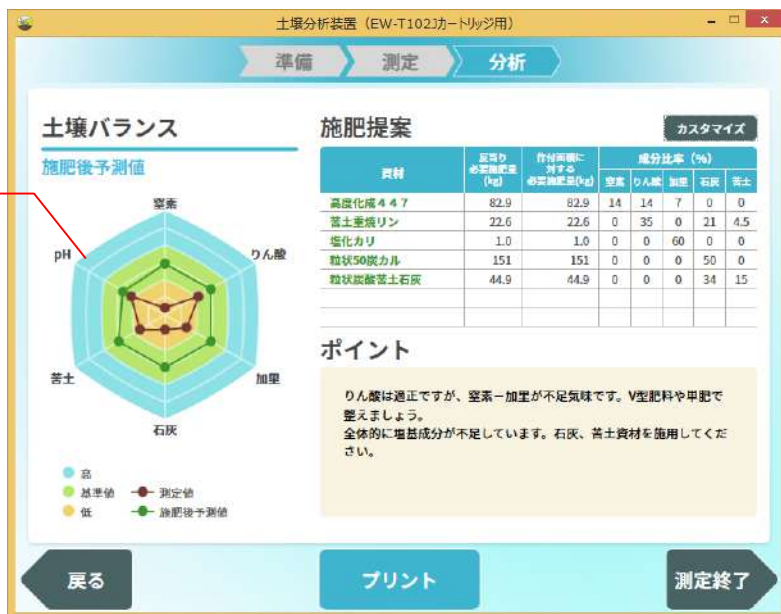 土壌分析装置（EW-T102Jカートリッジ用）
準備
測定
分析
土壌バランス
施肥後予測値
窒素
pH
りん酸
苦土
加里
石灰
高
基準値
測定値
低
施肥後予測値
施肥提案
カスタマイズ
資材
反当り
必要施肥量
(kg)
作付面積に
対する
必要施肥量(kg)
成分比率（%）
窒素 りん酸 加里 石灰 苦土
高度化成４４７ 82.9 82.9 14 14 7 0 0
苦土重焼リン 22.6 22.6 0 35 0 21 4.5
塩化カリ 1.0 1.0 0 0 60 0 0
粒状50炭カル 151 151 0 0 0 50 0
粒状炭酸苦土石灰 44.9 44.9 0 0 0 34 15
ポイント
りん酸は適正ですが、窒素－加里が不足気味です。V型肥料や単肥で
整えましょう。
全体的に塩基成分が不足しています。石灰、苦土資材を施用してくだ
さい。
戻る
プリント
測定終了